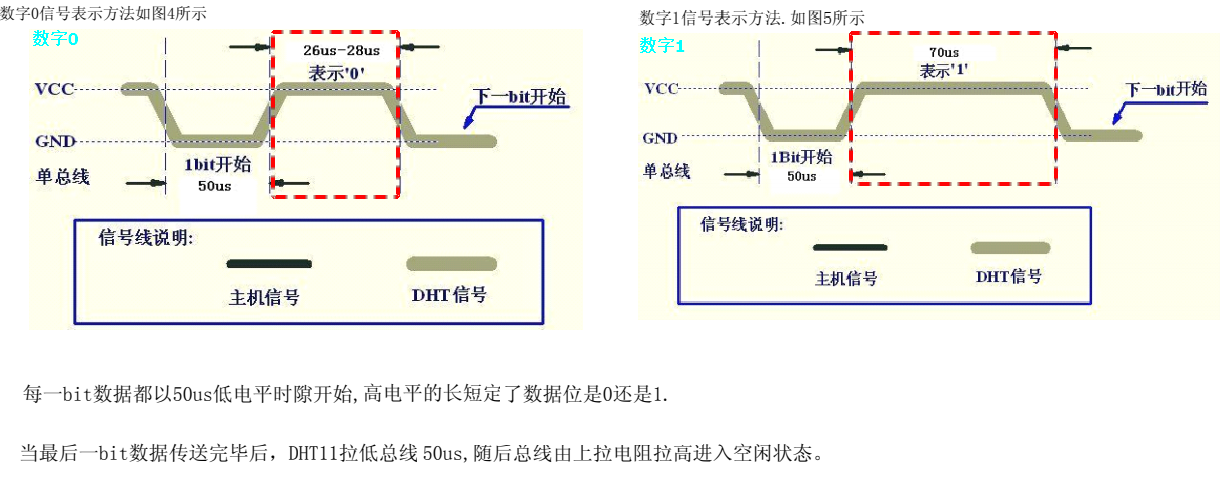 数字0信号表示方法如图4所示
数字0
26us-28us
表示'0'
VCC
下一bit开始
GND
1bit开始
单总线
50us
信号线说明:
主机信号
DHT信号
数字1信号表示方法.如图5所示
数字1
70us
表示'1'
VCC
下一bit开始
GND
1Bit开始
单总线
50us
信号线说明:
主机信号
DHT信号
每一bit数据都以50us低电平时隙开始,高电平的长短定了数据位是0还是1.
当最后一bit数据传送完毕后，DHT11拉低总线 50us,随后总线由上拉电阻拉高进入空闲状态。